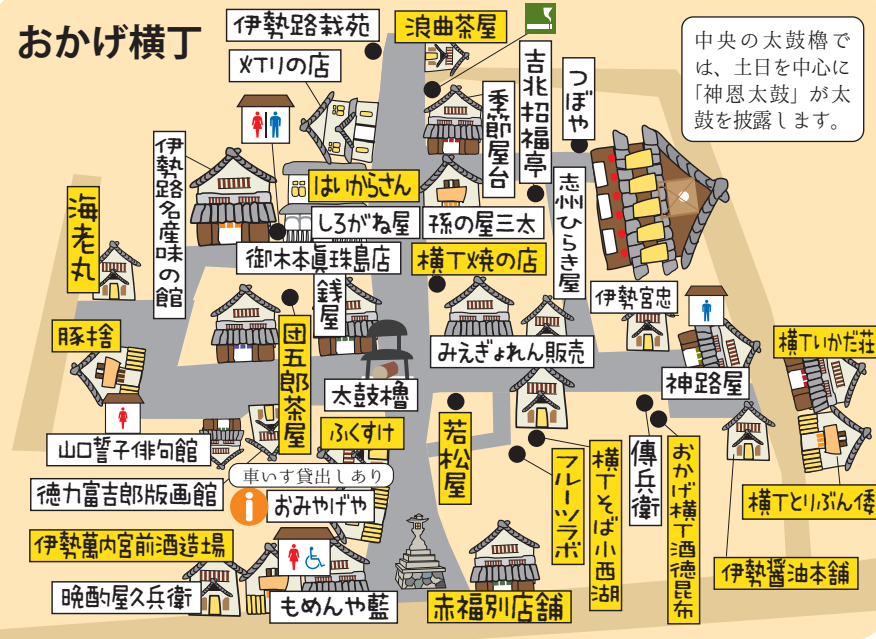 おかげ横丁
伊勢路栽苑
浪曲茶屋
灯りの店
中央の太鼓櫓で
は、土日を中心に
「神恩太鼓」が太
鼓を披露します。
吉兆招福亭
つぼや
季節屋台
伊勢路名産味の館
はいからさん
海老丸
しろがね屋
孫の屋三太
志州ひらき屋
御木本真珠島店
横丁焼の店
銭屋
伊勢宮忠
団五郎茶屋
豚捨
みえぎょれん販売
横丁いかだ荘
神路屋
太鼓櫓
山口誓子俳句館
ふくすけ
若松屋
徳力富吉郎版画館
車いす貸出しあり
i
おみやげや
フルーツラボ
横丁そば小西湖
傳兵衛
おかげ横丁酒徳昆布
横丁とりぶん倭
伊勢萬内宮前酒造場
伊勢醤油本舗
晩酌屋久兵衛
もめんや藍
赤福別店舗